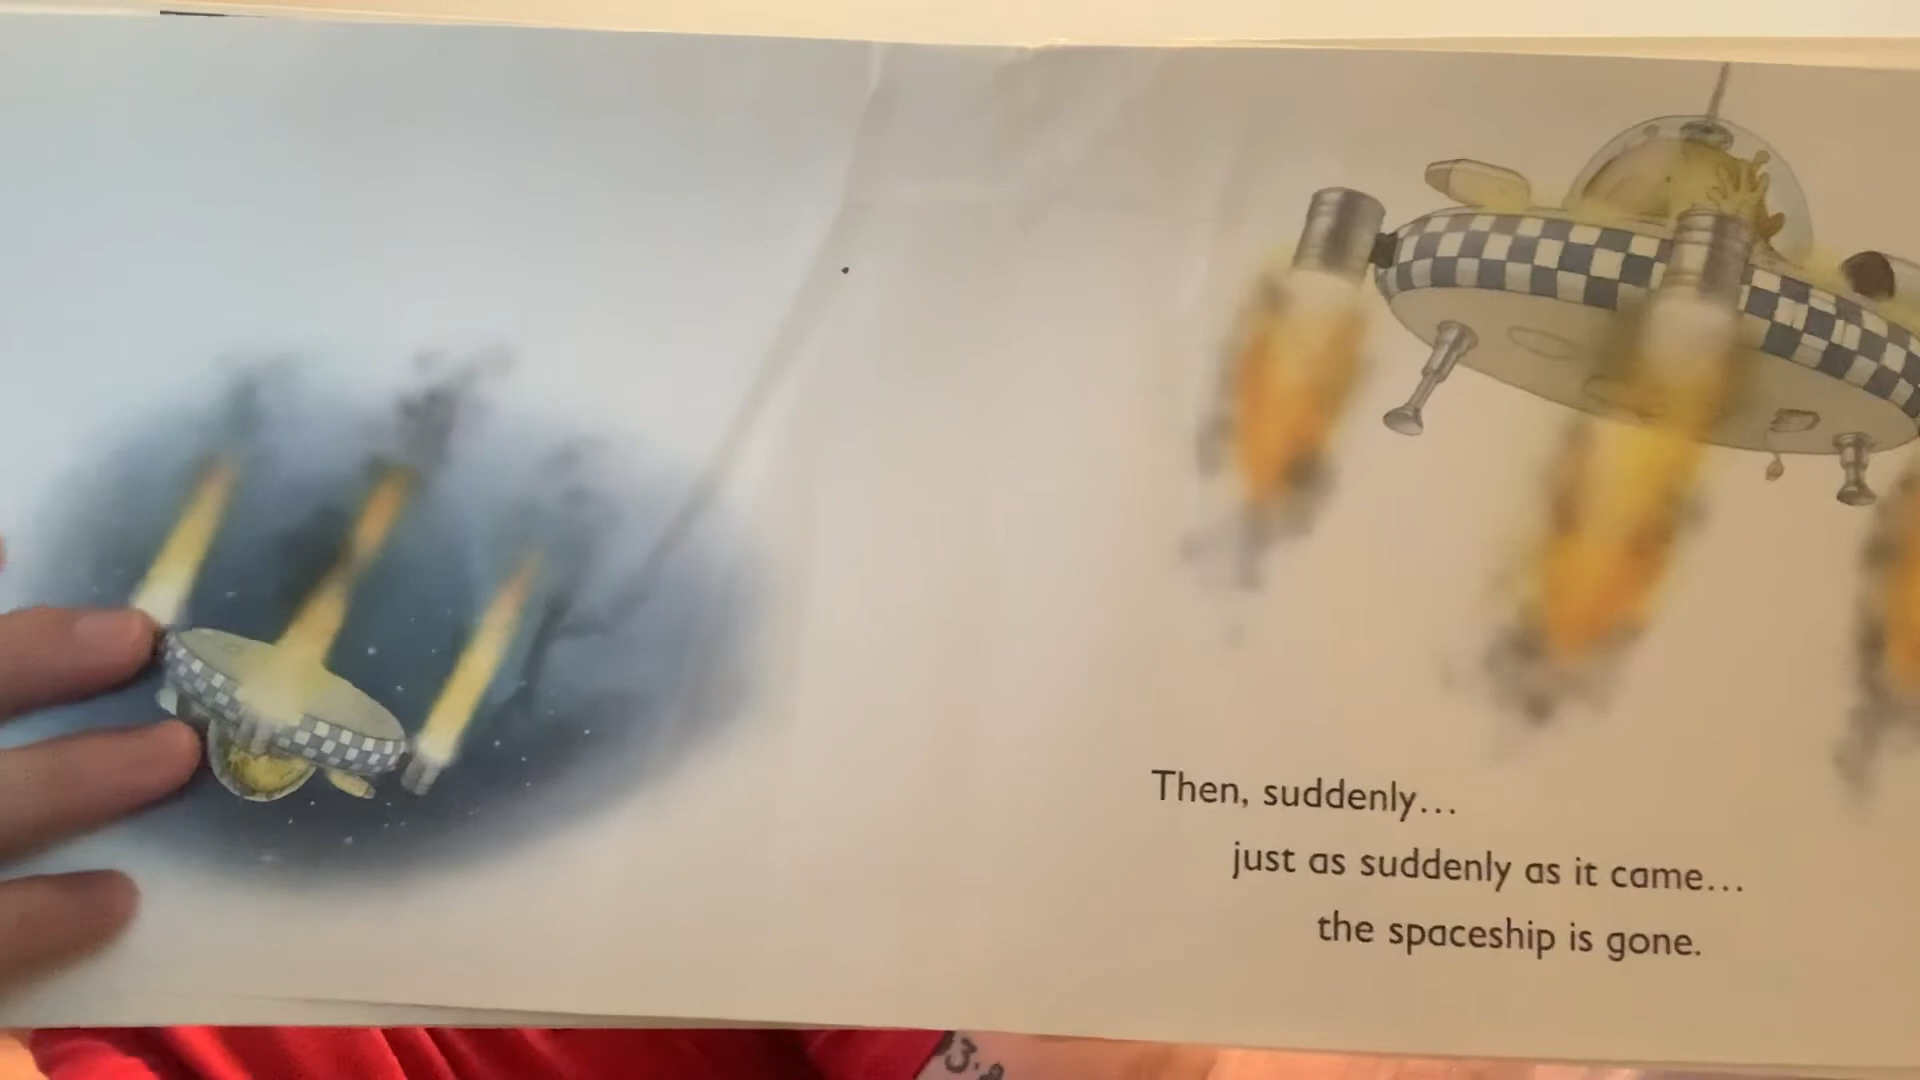 Then, suddenly...
just as suddenly as it came...
the spaceship is gone.